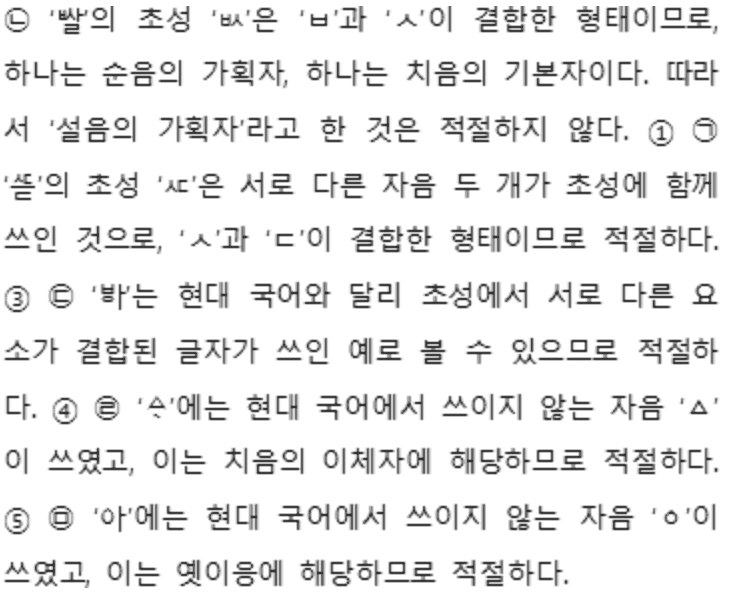 ㉡ ‘ᄡᅡᆯ’의 초성 ‘ㅄ’은 ‘ㅂ’과 ‘ㅅ’이 결합한 형태이므로,
하나는 순음의 가획자, 하나는 치음의 기본자이다. 따라
서 ‘설음의 가획자’라고 한 것은 적절하지 않다. ① ㉠
‘ᄠᅳᆮ’의 초성 ‘ㅼ’은 서로 다른 자음 두 개가 초성에 함께
쓰인 것으로, ‘ㅅ’과 ‘ㄷ’이 결합한 형태이므로 적절하다.
③ ㉢ ‘ᄫᅡ’는 현대 국어와 달리 초성에서 서로 다른 요
소가 결합된 글자가 쓰인 예로 볼 수 있으므로 적절하
다. ④ ㉣ ‘ᅀᆞ’에는 현대 국어에서 쓰이지 않는 자음 ‘ㅿ’
이 쓰였고, 이는 치음의 이체자에 해당하므로 적절하다.
⑤ ㉤ ‘아’에는 현대 국어에서 쓰이지 않는 자음 ‘ㆁ’이
쓰였고, 이는 옛이응에 해당하므로 적절하다.